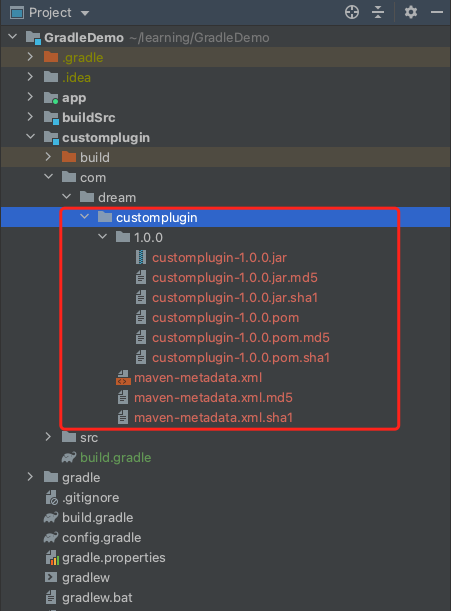 Project
GradleDemo ~/learning/GradleDemo
.gradle
.idea
app
buildSrc
customplugin
build
com
dream
customplugin
1.0.0
customplugin-1.0.0.jar
customplugin-1.0.0.jar.md5
customplugin-1.0.0.jar.sha1
customplugin-1.0.0.pom
customplugin-1.0.0.pom.md5
customplugin-1.0.0.pom.sha1
maven-metadata.xml
maven-metadata.xml.md5
maven-metadata.xml.sha1
src
build.gradle
gradle
.gitignore
build.gradle
config.gradle
gradle.properties
gradlew
gradlew.bat